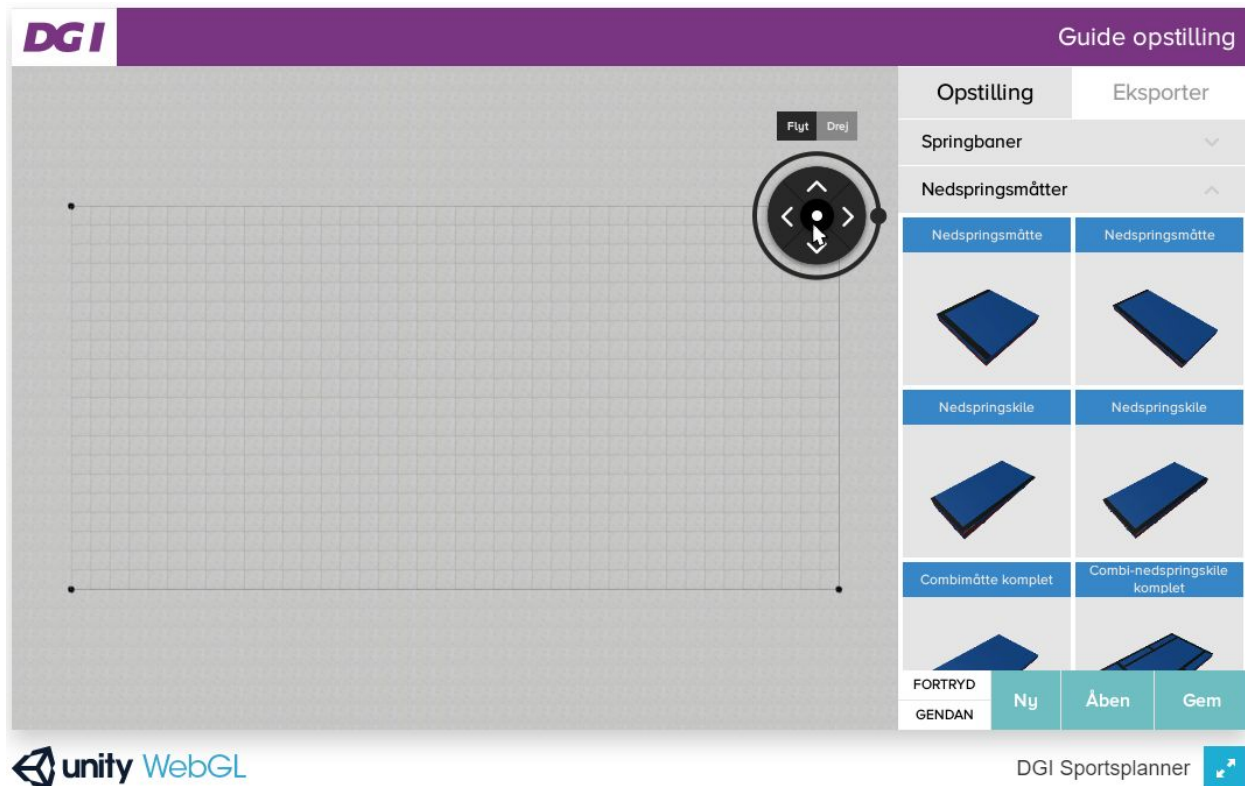 DGI
Guide opstilling
Opstilling
Eksporter
Flyt
Drej
Springbaner
Nedspringsmåtter
Nedspringsmåtte
Nedspringsmåtte
Nedspringskile
Nedspringskile
Combimåtte komplet
Combi-nedspringskile
komplet
FORTRYD
GENDAN
Ny
Åben
Gem
unity WebGL
DGI Sportsplanner